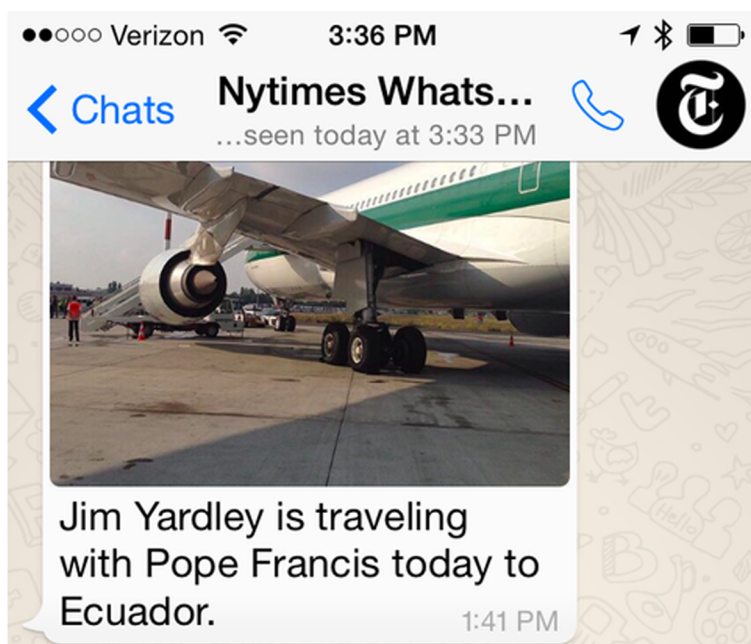 Verizon 3:36 PM
Chats Nytimes Whats...
...seen today at 3:33 PM
Jim Yardley is traveling
with Pope Francis today to
Ecuador.
1:41 PM
Hello